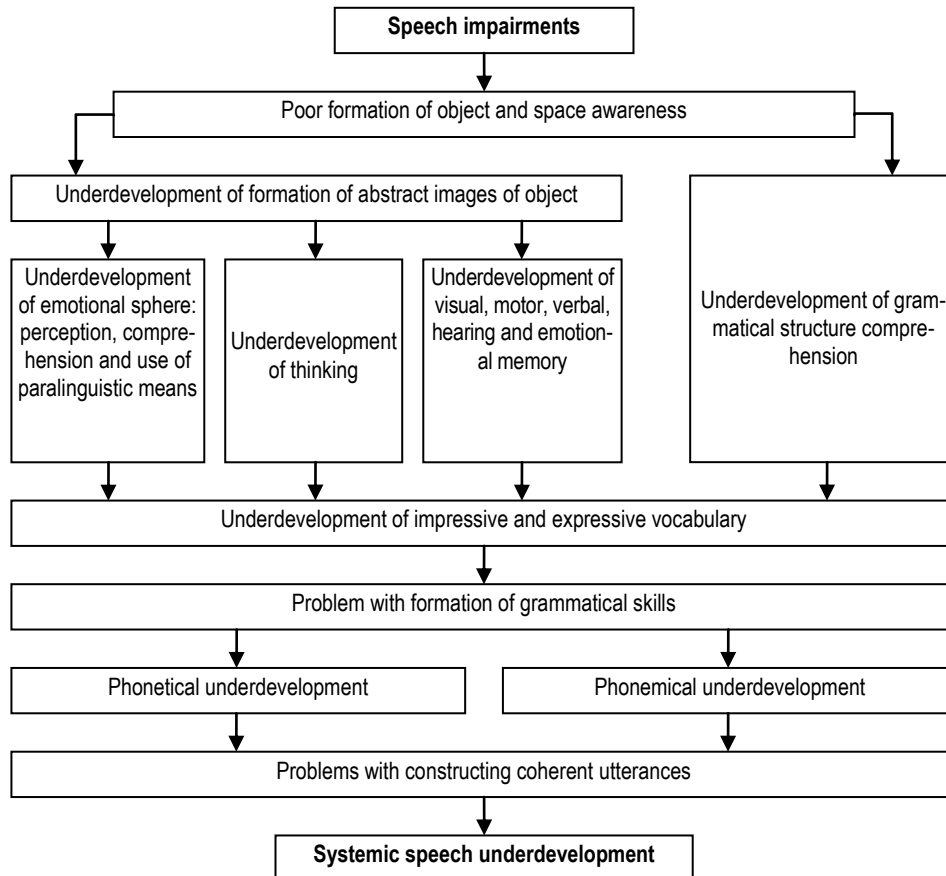 Speech impairments
Poor formation of object and space awareness
Underdevelopment of formation of abstract images of object
Underdevelopment
of emotional sphere:
perception, compre-
hension and use of
paralinguistic means
Underdevelopment
of thinking
Underdevelopment of
visual, motor, verbal,
hearing and emotion-
al memory
Underdevelopment of gram-
matical structure compre-
hension
Underdevelopment of impressive and expressive vocabulary
Problem with formation of grammatical skills
Phonetical underdevelopment
Phonemical underdevelopment
Problems with constructing coherent utterances
Systemic speech underdevelopment